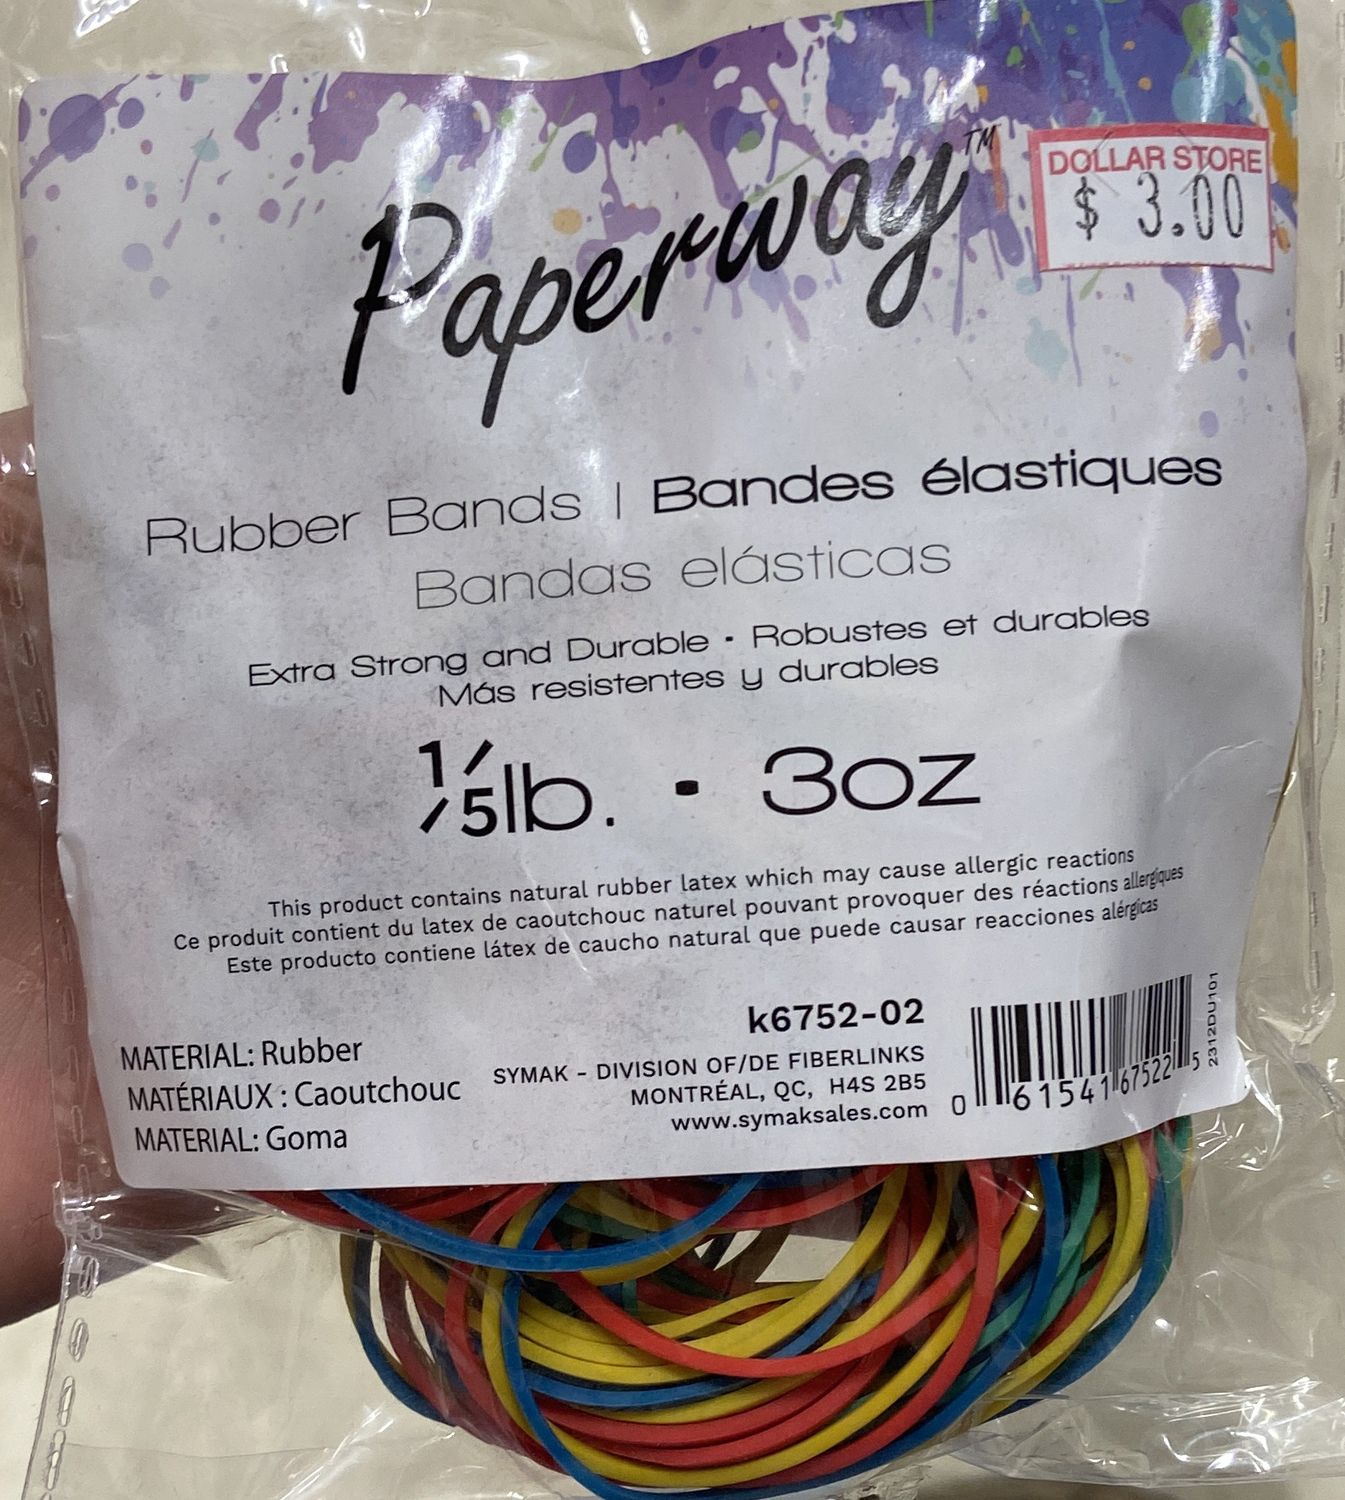 Paperway™
DOLLAR STORE
$ 3.00
Rubber Bands | Bandes élastiques
Bandas elásticas
Extra Strong and Durable • Robustes et durables
Más resistentes y durables
1/5lb. • 3oz
This product contains natural rubber latex which may cause allergic reactions
Ce produit contient du latex de caoutchouc naturel pouvant provoquer des réactions allergiques
Este producto contiene látex de caucho natural que puede causar reacciones alérgicas
MATERIAL: Rubber
MATÉRIAUX : Caoutchouc
MATERIAL: Goma
k6752-02
SYMAK - DIVISION OF/DE FIBERLINKS
MONTRÉAL, QC, H4S 2B5
www.symaksales.com
0 61541 67522 5
2312DU101